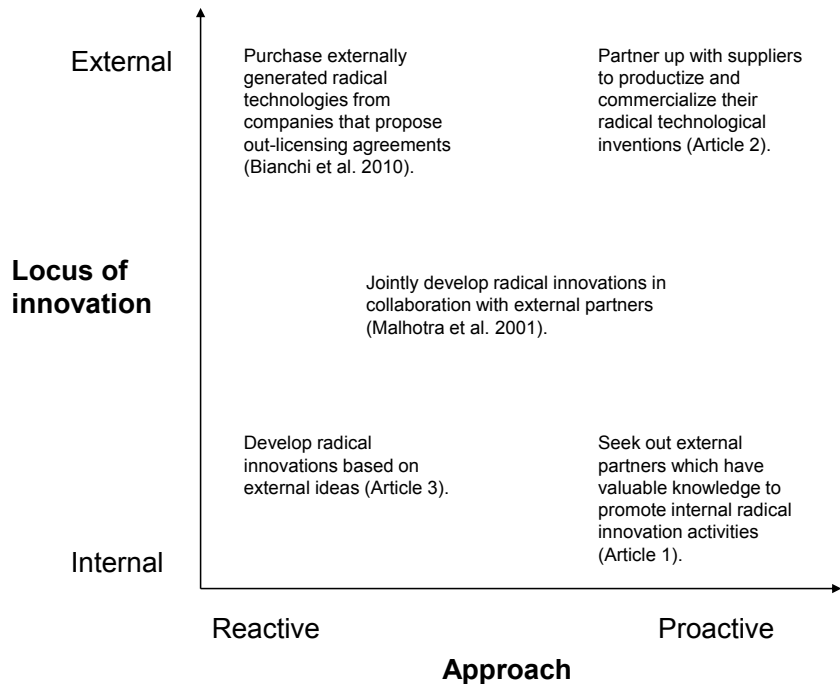 External
Purchase externally
generated radical
technologies from
companies that propose
out-licensing agreements
(Bianchi et al. 2010).
Partner up with suppliers
to productize and
commercialize their
radical technological
inventions (Article 2).
Locus of
innovation
Jointly develop radical innovations in
collaboration with external partners
(Malhotra et al. 2001).
Develop radical
innovations based on
external ideas (Article 3).
Seek out external
partners which have
valuable knowledge to
promote internal radical
innovation activities
(Article 1).
Internal
Reactive
Proactive
Approach